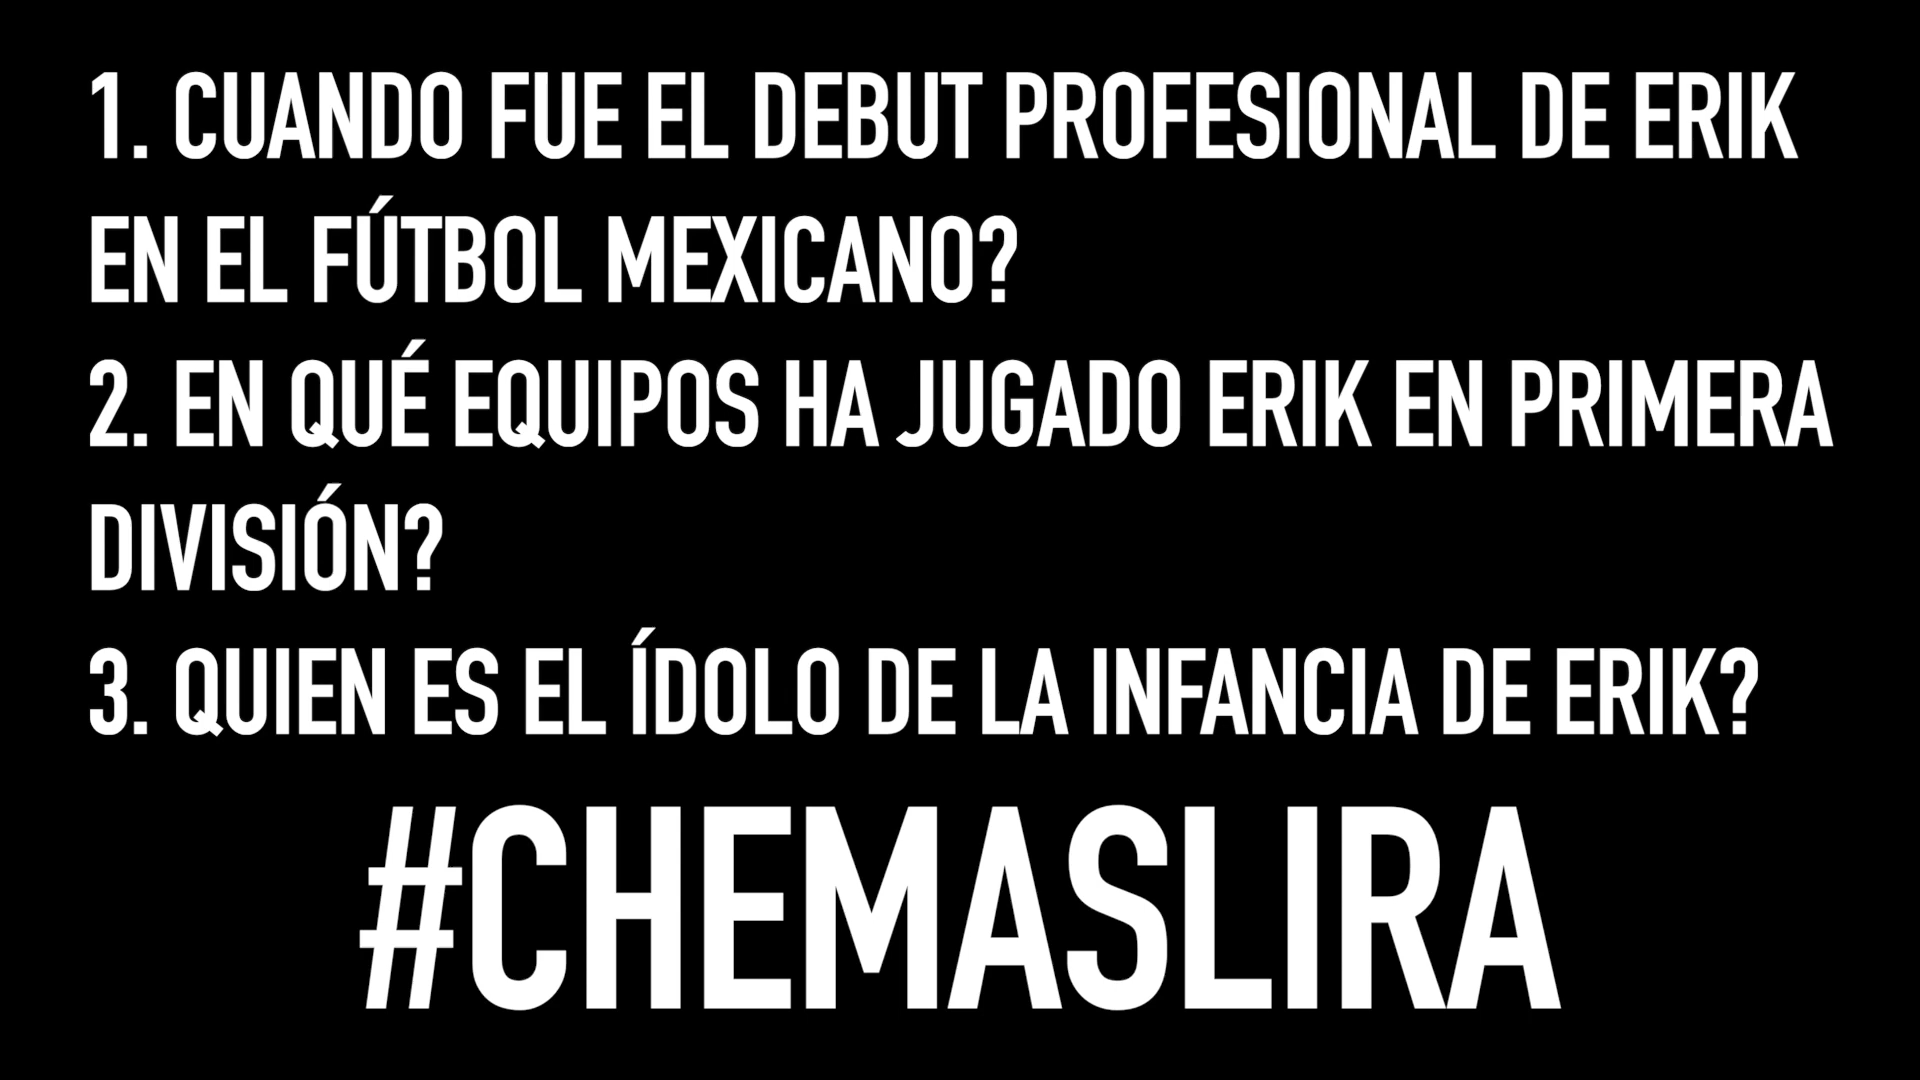 1. CUANDO FUE EL DEBUT PROFESIONAL DE ERIK
EN EL FÚTBOL MEXICANO?
2. EN QUÉ EQUIPOS HA JUGADO ERIK EN PRIMERA
DIVISIÓN?
3. QUIEN ES EL ÍDOLO DE LA INFANCIA DE ERIK?
#CHEMASLIRA